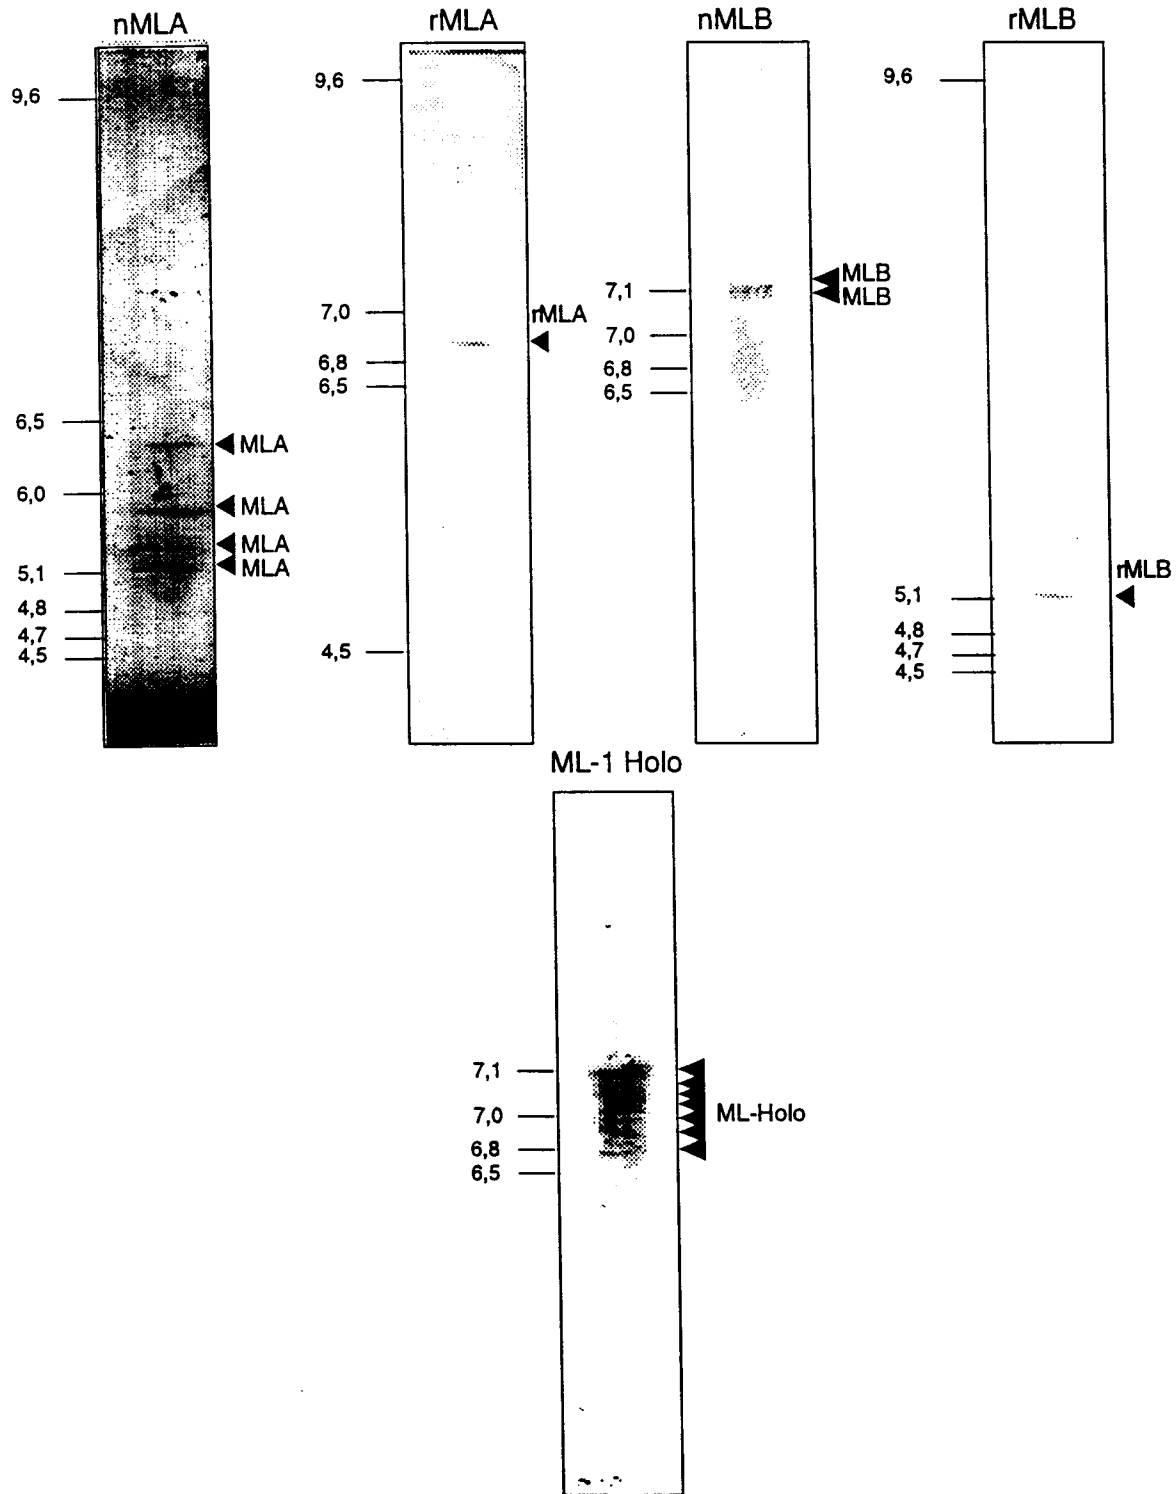 nMLA
9,6
6,5
6,0
5,1
4,8
4,7
4,5
MLA
MLA
MLA
MLA
rMLA
9,6
7,0
6,8
6,5
4,5
rMLA
nMLB
7,1
7,0
6,8
6,5
MLB
MLB
rMLB
9,6
5,1
4,8
4,7
4,5
rMLB
ML-1 Holo
7,1
7,0
6,8
6,5
ML-Holo